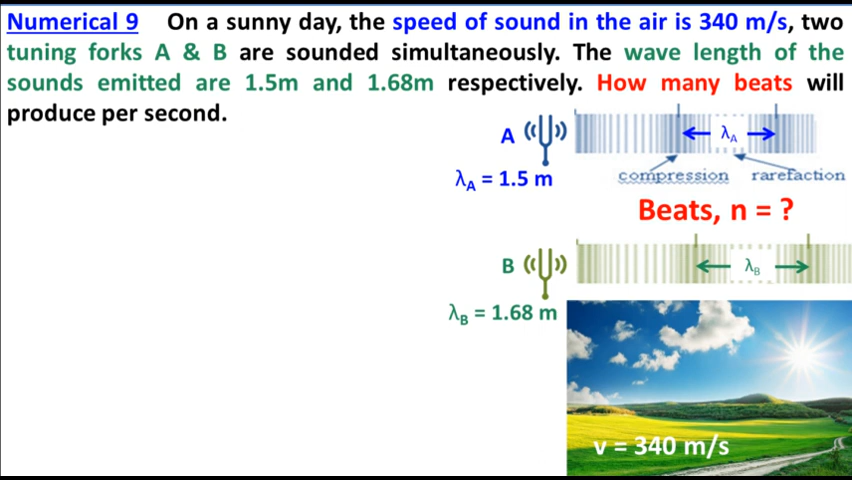 Numerical 9 On a sunny day, the speed of sound in the air is 340 m/s, two
tuning forks A & B are sounded simultaneously. The wave length of the
sounds emitted are 1.5m and 1.68m respectively. How many beats will
produce per second.
A
λA
λA = 1.5 m
compression rarefaction
Beats, n = ?
B
λB
λB = 1.68 m
v = 340 m/s